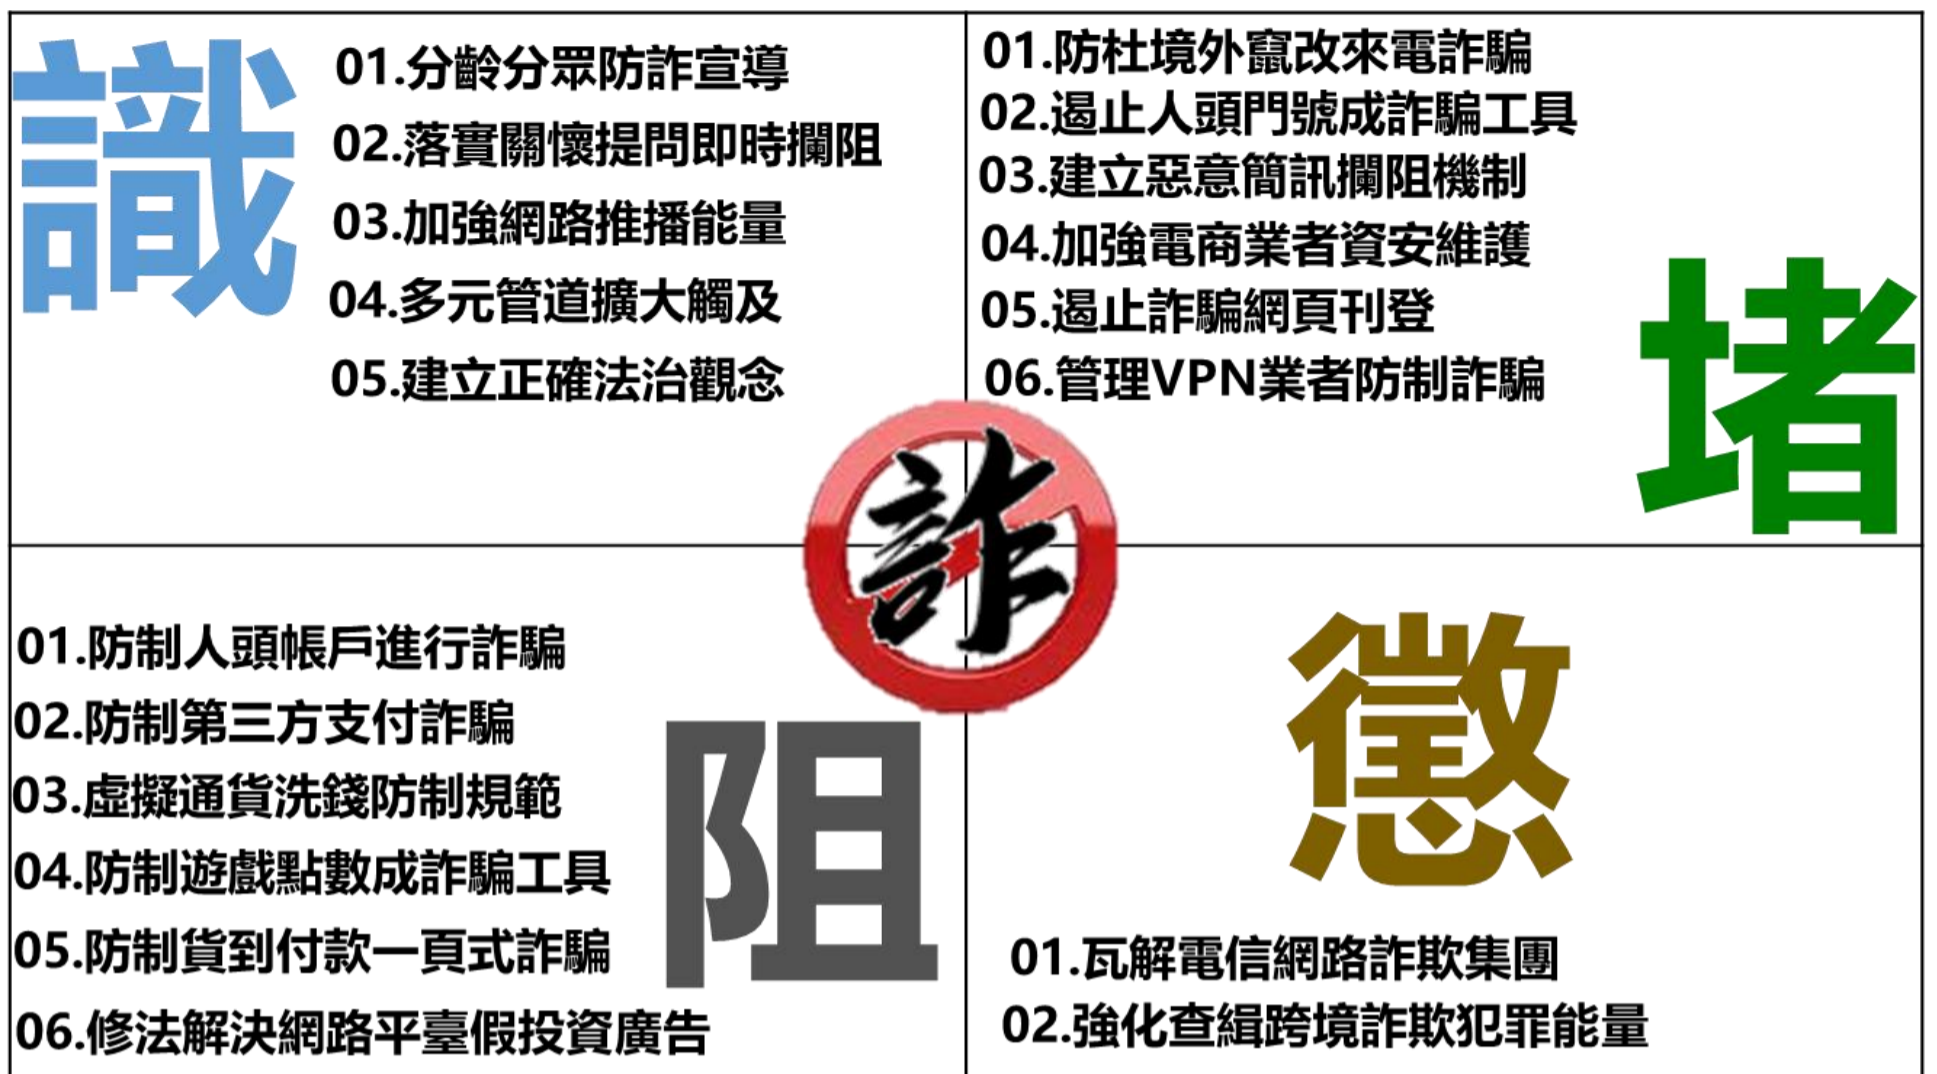 識
01.分齡分眾防詐宣導
02.落實關懷提問即時攔阻
03.加強網路推播能量
04.多元管道擴大觸及
05.建立正確法治觀念
01.防杜境外竄改來電詐騙
02.遏止人頭門號成詐騙工具
03.建立惡意簡訊攔阻機制
04.加強電商業者資安維護
05.遏止詐騙網頁刊登
06.管理VPN業者防制詐騙
堵
詐
01.防制人頭帳戶進行詐騙
02.防制第三方支付詐騙
03.虛擬通貨洗錢防制規範
04.防制遊戲點數成詐騙工具
05.防制貨到付款一頁式詐騙
06.修法解決網路平臺假投資廣告
阻
懲
01.瓦解電信網路詐欺集團
02.強化查緝跨境詐欺犯罪能量